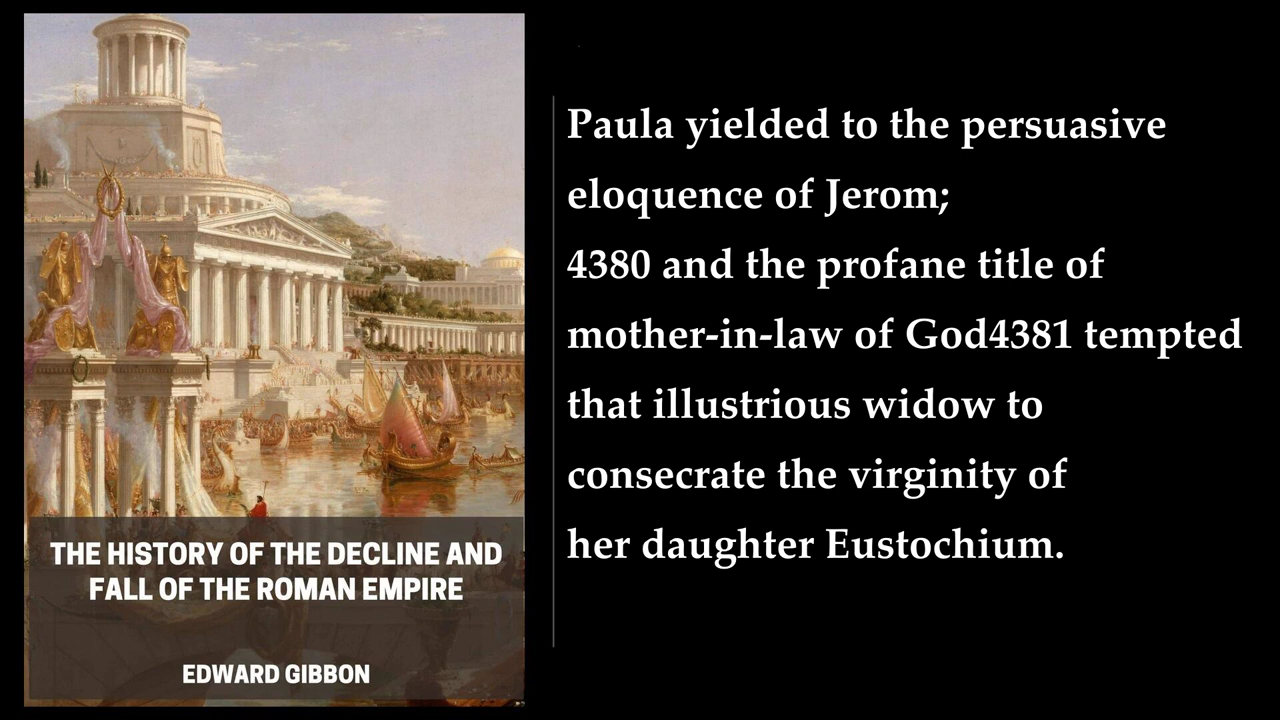 THE HISTORY OF THE DECLINE AND
FALL OF THE ROMAN EMPIRE
EDWARD GIBBON
Paula yielded to the persuasive
eloquence of Jerom;
4380 and the profane title of
mother-in-law of God4381 tempted
that illustrious widow to
consecrate the virginity of
her daughter Eustochium.